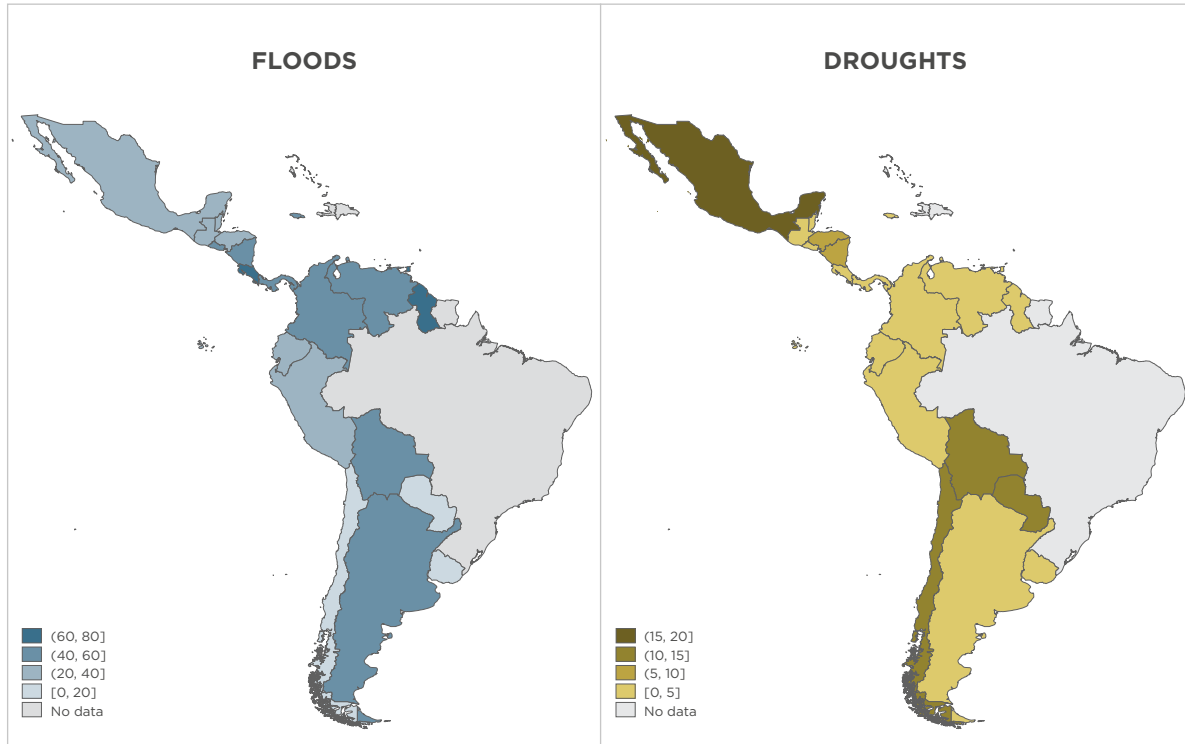 FLOODS
(60, 80]
(40, 60]
(20, 40]
[0, 20]
No data
DROUGHTS
(15, 20]
(10, 15]
(5, 10]
[0, 5]
No data